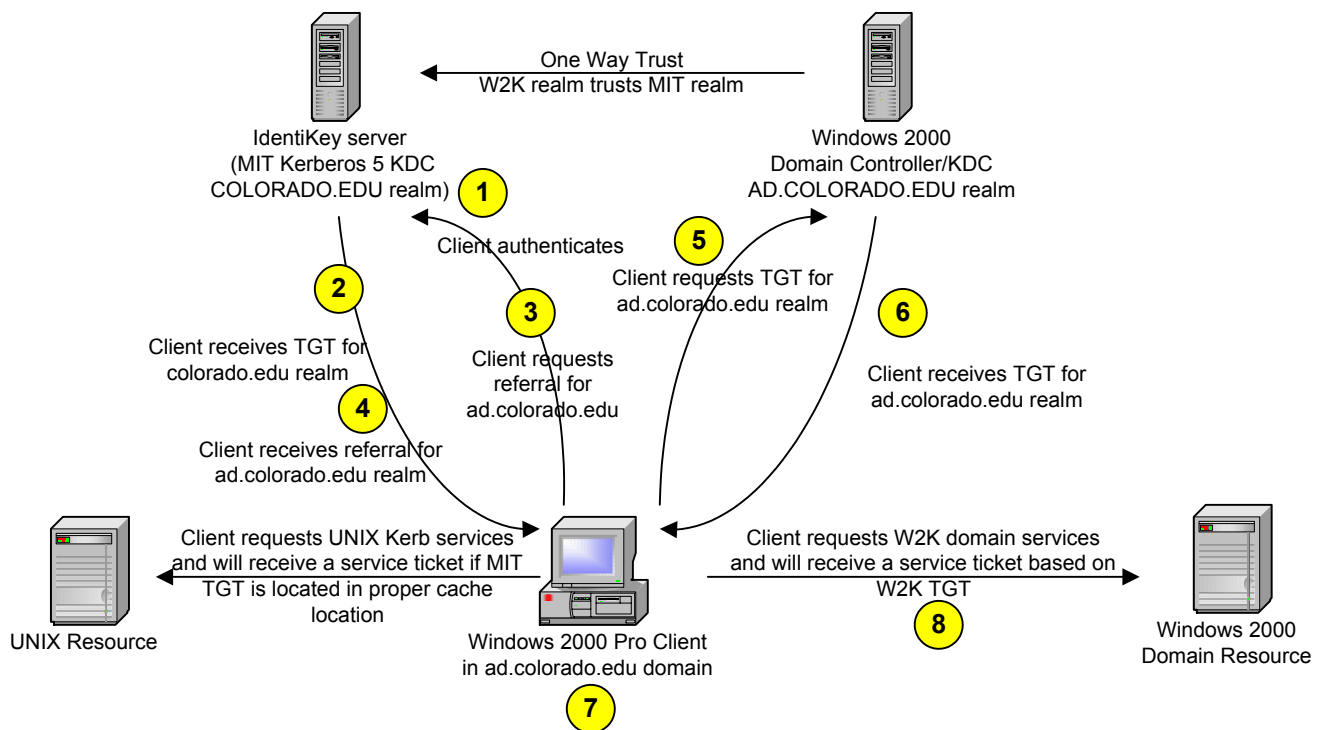 One Way Trust
W2K realm trusts MIT realm
IdentiKey server
(MIT Kerberos 5 KDC
COLORADO.EDU realm)
Windows 2000
Domain Controller/KDC
AD.COLORADO.EDU realm
1
Client authenticates
2
Client receives TGT for
colorado.edu realm
3
Client requests
referral for
ad.colorado.edu
4
Client receives referral for
ad.colorado.edu realm
5
Client requests TGT for
ad.colorado.edu realm
6
Client receives TGT for
ad.colorado.edu realm
Client requests UNIX Kerb services
and will receive a service ticket if MIT
TGT is located in proper cache
location
UNIX Resource
Windows 2000 Pro Client
in ad.colorado.edu domain
7
Client requests W2K domain services
and will receive a service ticket based on
W2K TGT
8
Windows 2000
Domain Resource